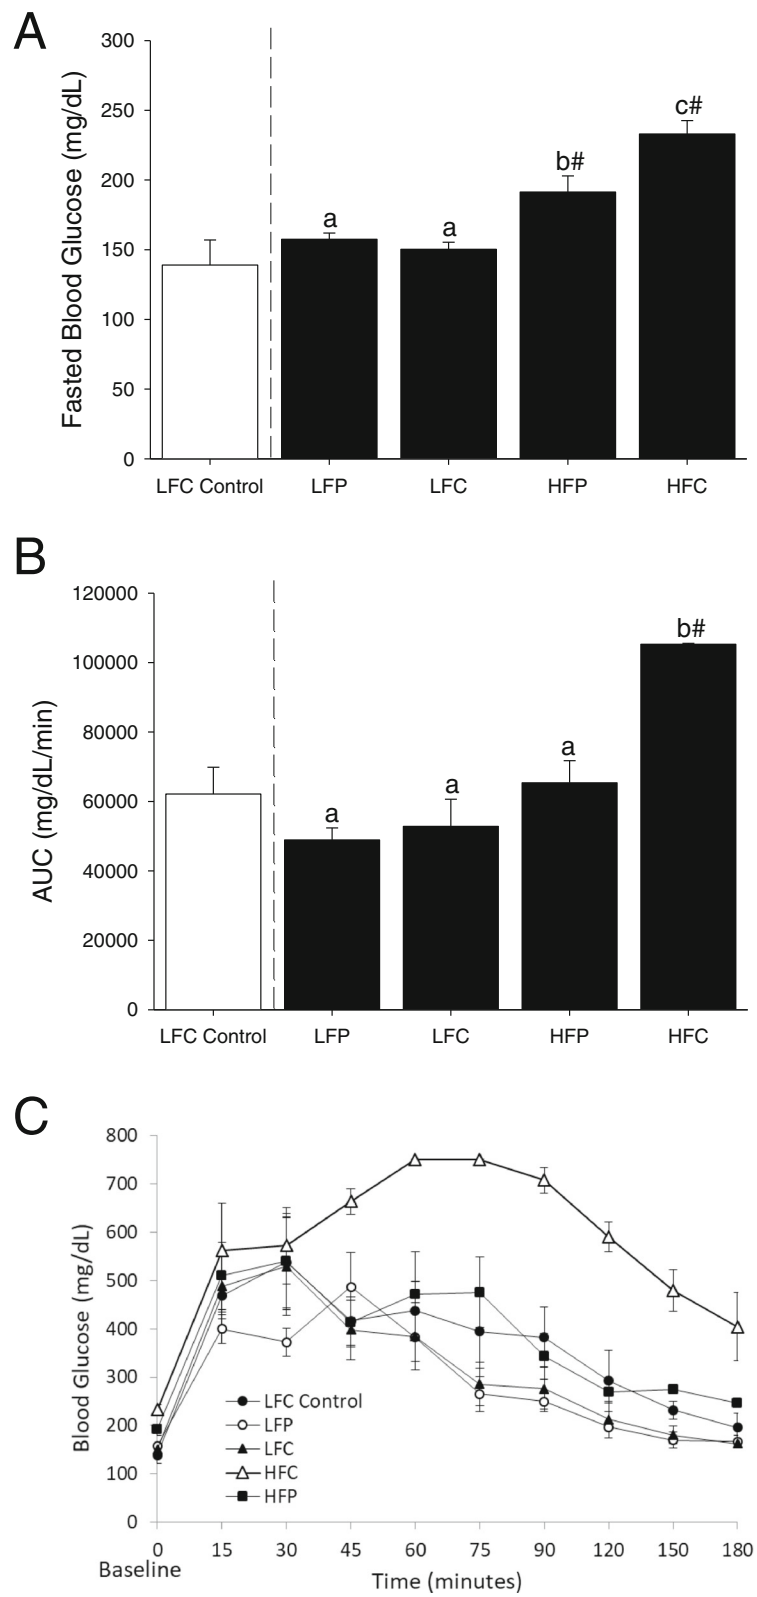 A
Fasted Blood Glucose (mg/dL)
300
250
200
150
100
50
0
a
a
b#
c#
LFC Control LFP LFC HFP HFC
B
AUC (mg/dL/min)
120000
100000
80000
60000
40000
20000
0
a
a
a
b#
LFC Control LFP LFC HFP HFC
C
Blood Glucose (mg/dL)
800
700
600
500
400
300
200
100
0
LFC Control
LFP
LFC
HFC
HFP
0 15 30 45 60 75 90 120 150 180
Baseline
Time (minutes)